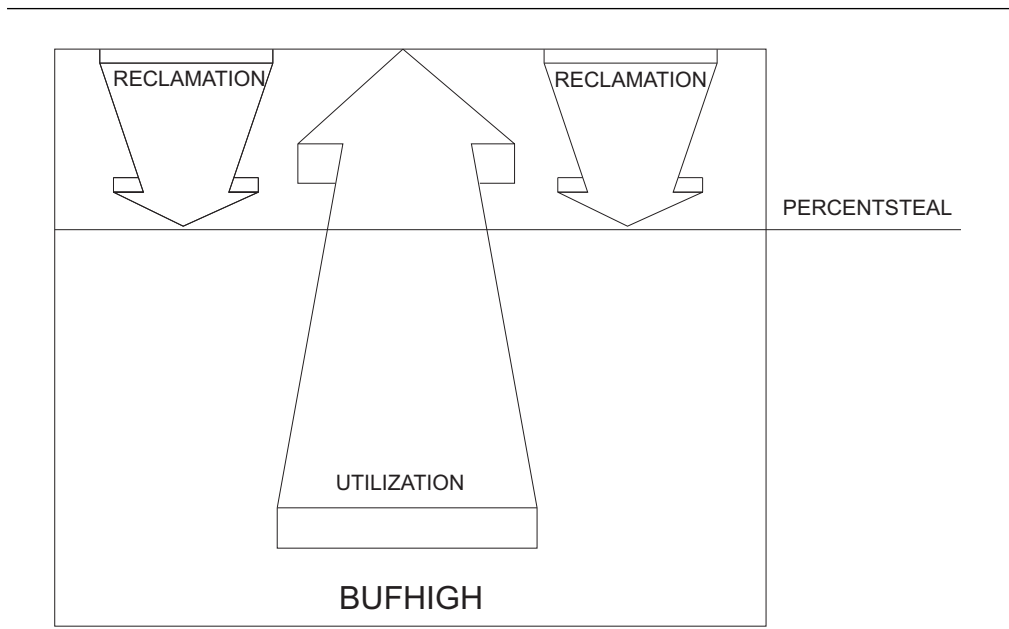 RECLAMATION
RECLAMATION
PERCENTSTEAL
UTILIZATION
BUFHIGH